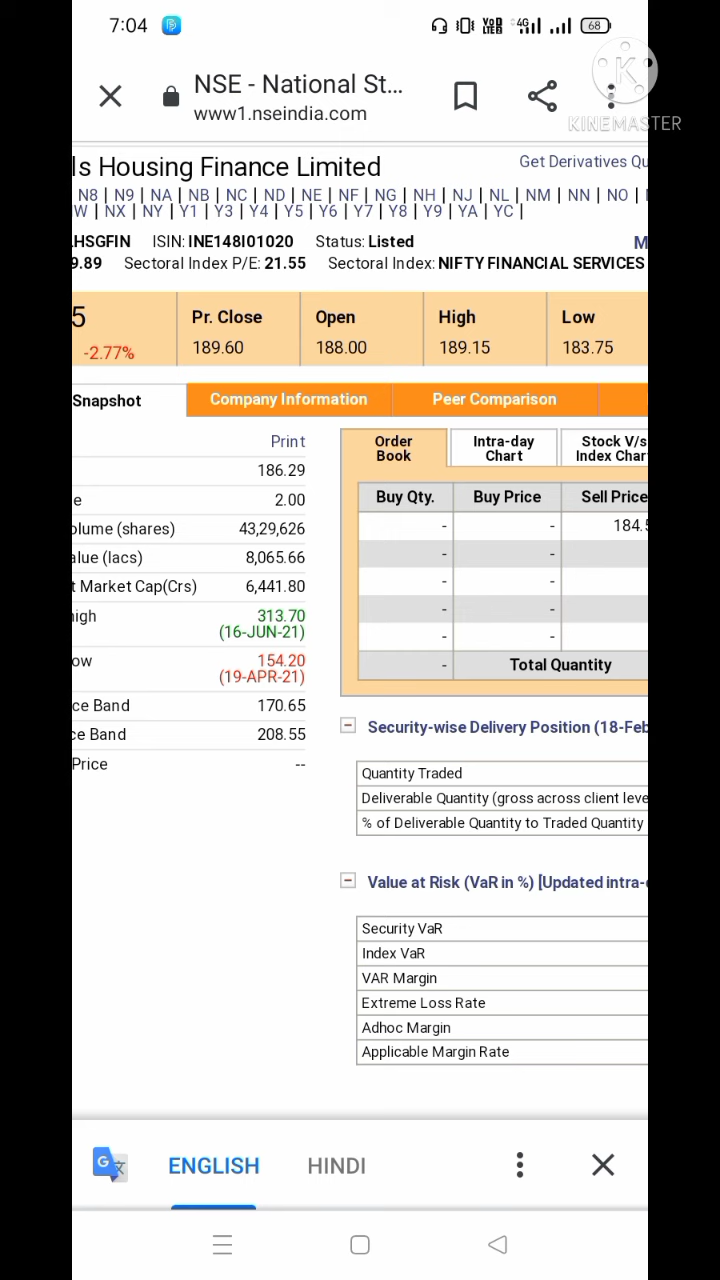 7:04 VoD LTE2 4G 68
NSE - National St...
www1.nseindia.com
KINEMASTER
ls Housing Finance Limited Get Derivatives Qu
N8 | N9 | NA | NB | NC | ND | NE | NF | NG | NH | NJ | NL | NM | NN | NO |
W | NX | NY | Y1 | Y3 | Y4 | Y5 | Y6 | Y7 | Y8 | Y9 | YA | YC |
LHSGFIN ISIN: INE148I01020 Status: Listed M
9.89 Sectoral Index P/E: 21.55 Sectoral Index: NIFTY FINANCIAL SERVICES
5 Pr. Close Open High Low
-2.77% 189.60 188.00 189.15 183.75
Snapshot Company Information Peer Comparison
Print
186.29
e 2.00
olume (shares) 43,29,626
alue (lacs) 8,065.66
t Market Cap(Crs) 6,441.80
high 313.70
(16-JUN-21)
ow 154.20
(19-APR-21)
ce Band 170.65
ce Band 208.55
Price --
Order Book Intra-day Chart Stock V/s Index Char
Buy Qty. Buy Price Sell Price
- - 184.5
- -
- -
- -
- -
- Total Quantity
Security-wise Delivery Position (18-Feb
Quantity Traded
Deliverable Quantity (gross across client leve
% of Deliverable Quantity to Traded Quantity
Value at Risk (VaR in %) [Updated intra-
Security VaR
Index VaR
VAR Margin
Extreme Loss Rate
Adhoc Margin
Applicable Margin Rate
ENGLISH HINDI